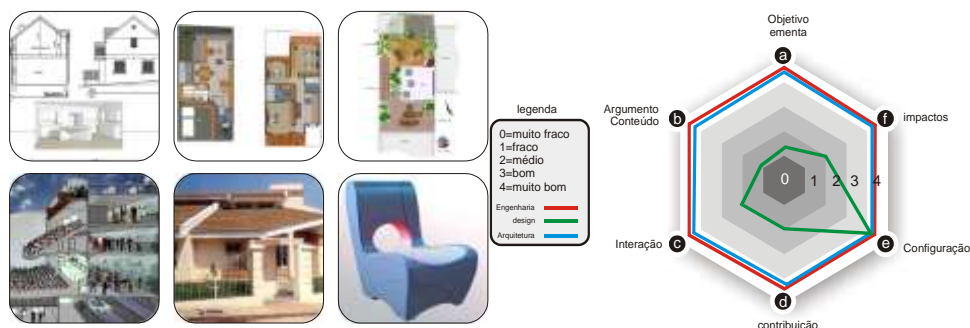 legenda
0=muito fraco
1=fraco
2=médio
3=bom
4=muito bom
Engenharia
design
Arquitetura
Objetivo
ementa
a
Argumento
Conteúdo
b
f
impactos
0 1 2 3 4
Interação
c
e
Configuração
d
contribuição